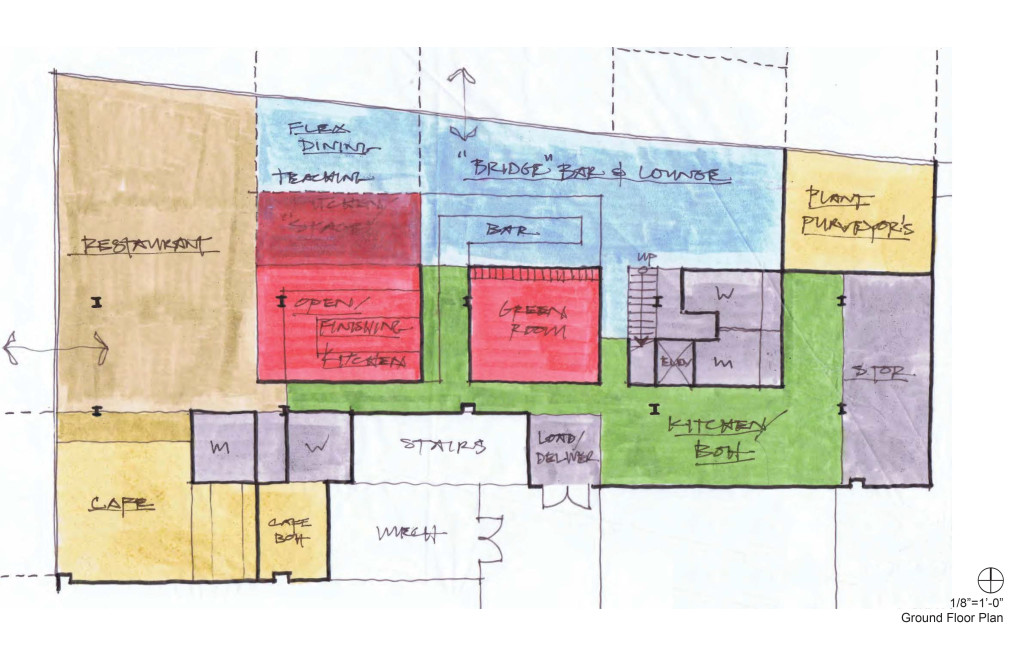 FLEX
DINING
TEACHING
KITCHEN
"STAGE"
"BRIDGE" BAR & LOUNGE
PLANT
PURVEYOR'S
RESTAURANT
BAR
UP
OPEN/
FINISHING
KITCHEN
GREEN
ROOM
W
ELEV
M
STOR
M
W
STAIRS
LOAD/
DELIVER
KITCHEN/
BOH
CAFE
CAFE
BOH
MECH
1/8"=1'-0"
Ground Floor Plan